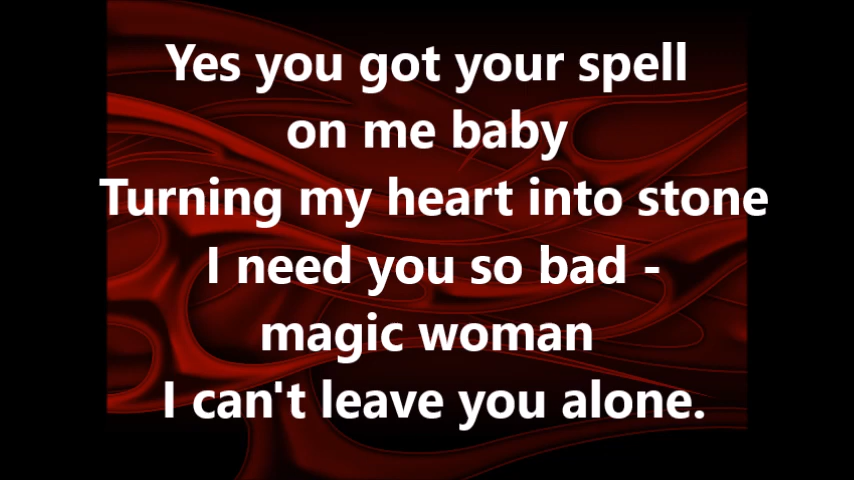 Yes you got your spell
on me baby
Turning my heart into stone
I need you so bad -
magic woman
I can't leave you alone.